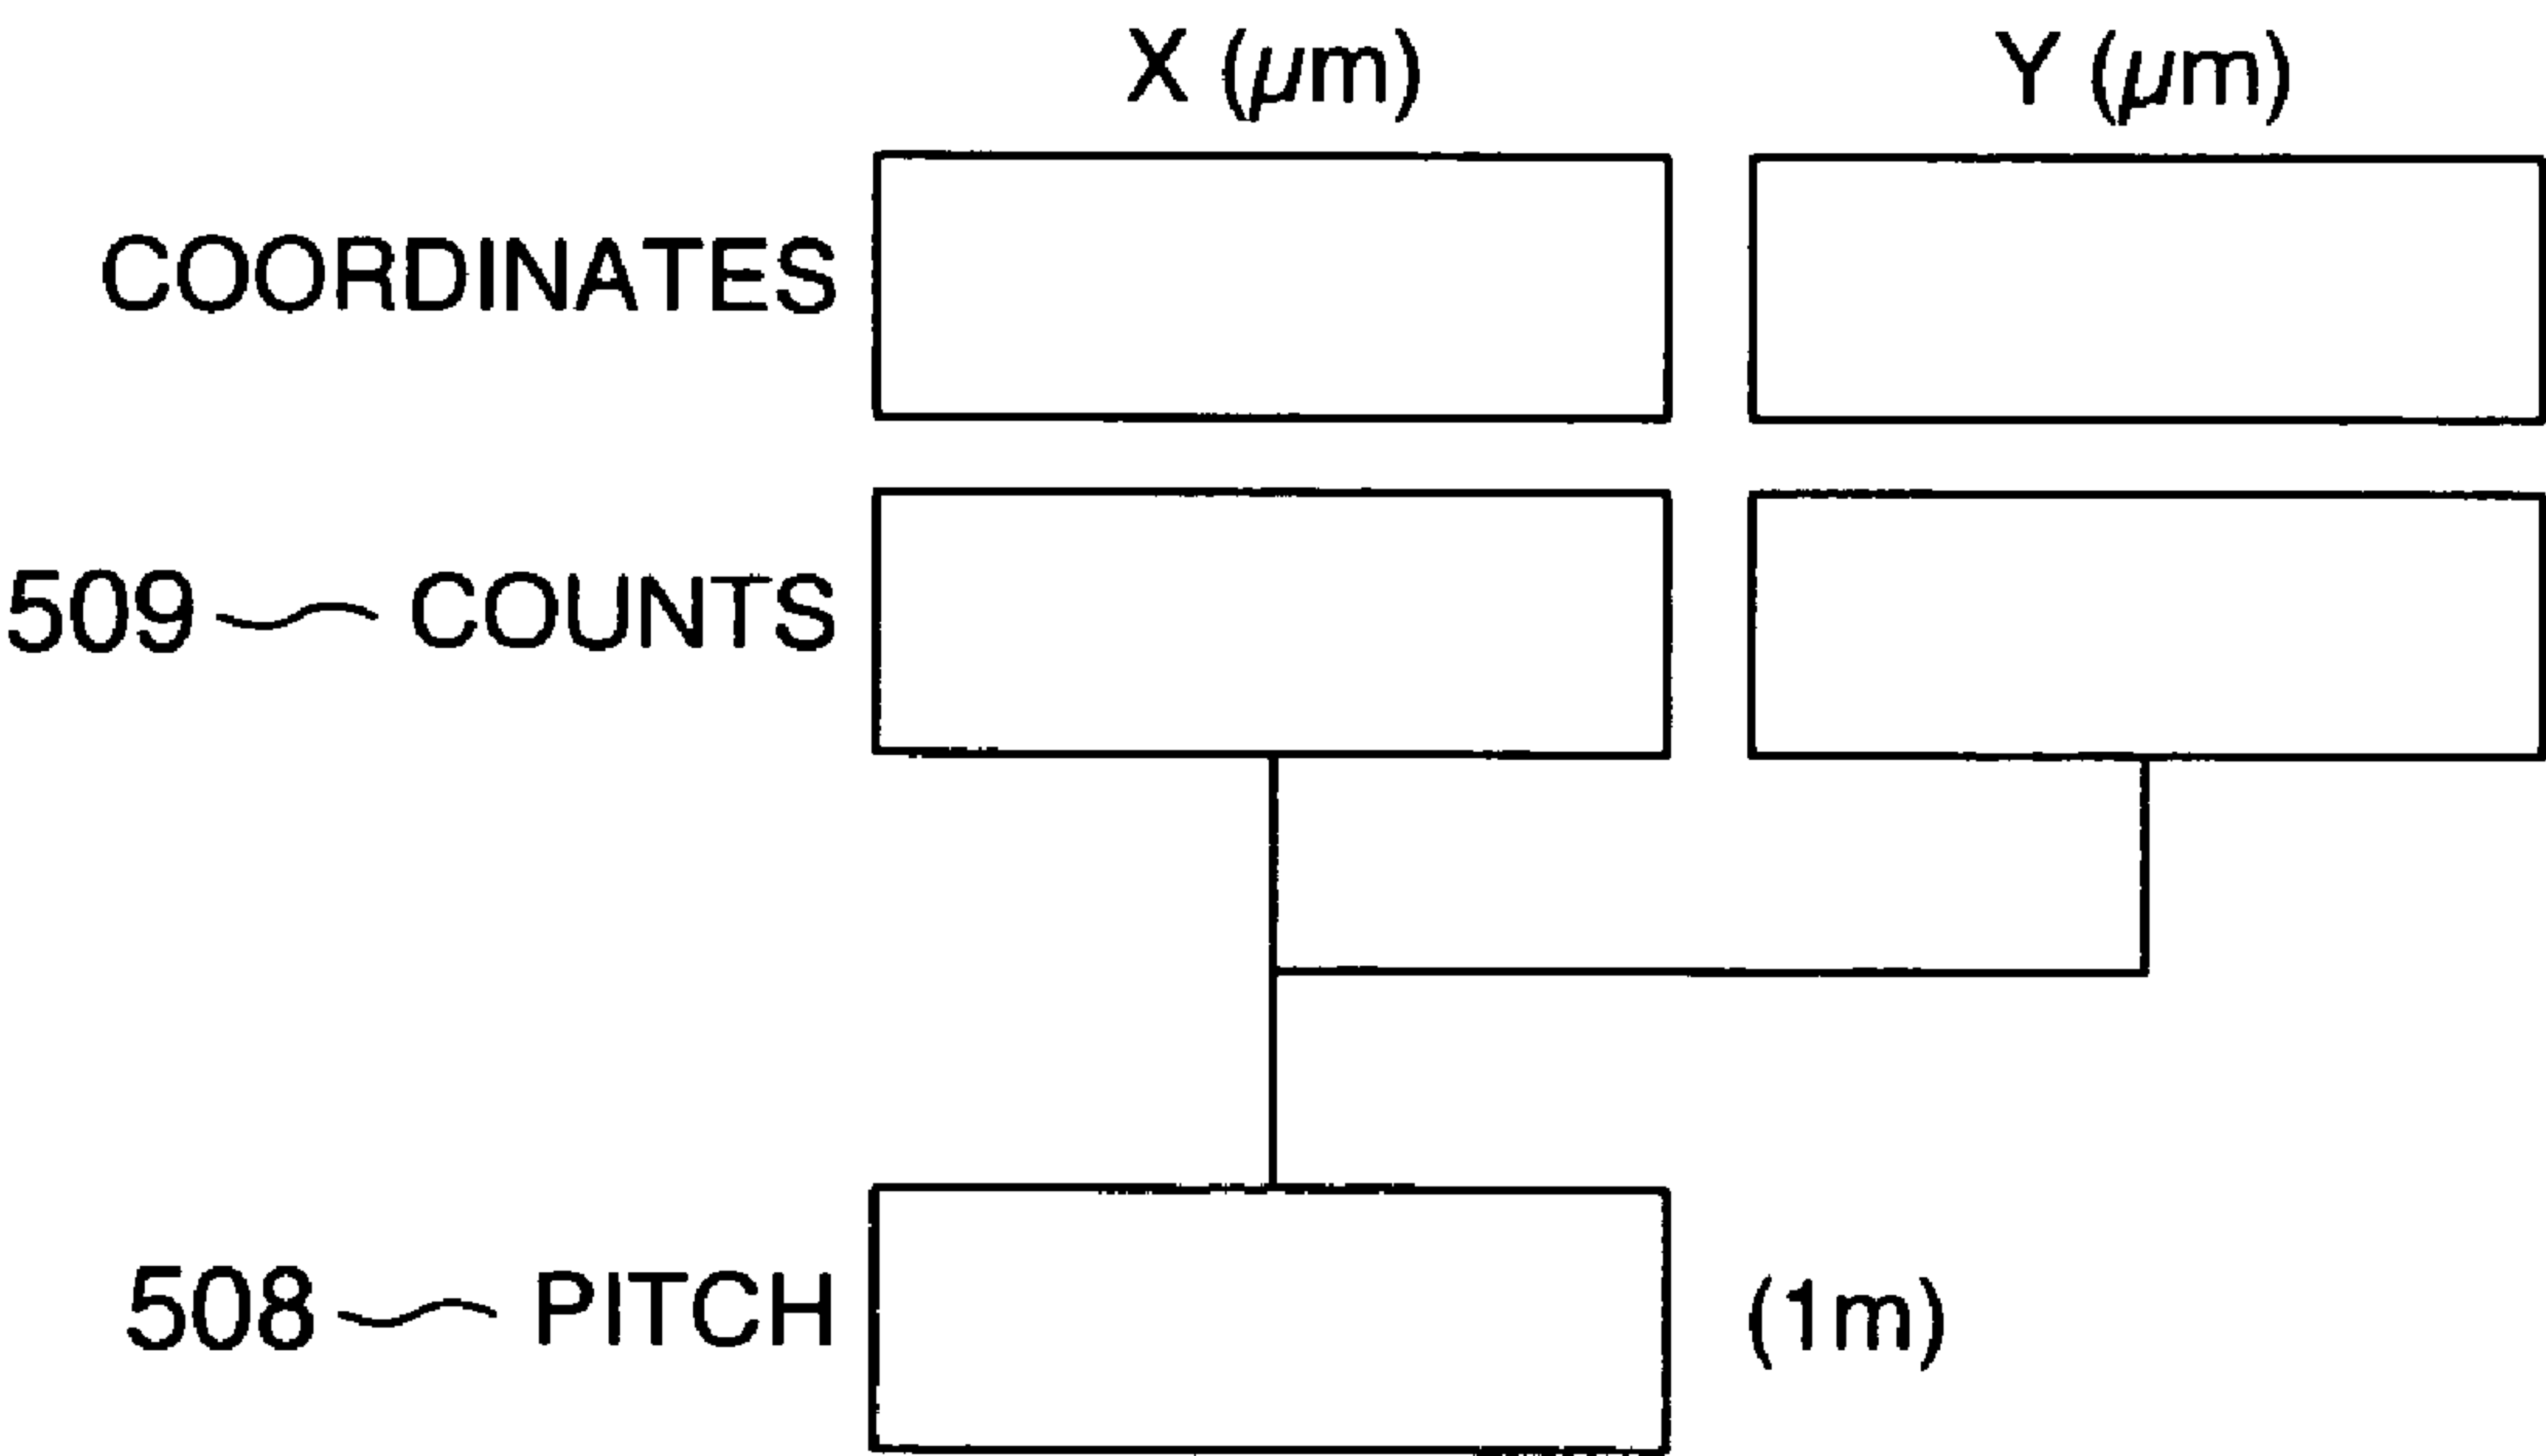 X (μm) Y (μm)
COORDINATES
509 COUNTS
508 PITCH (1m)